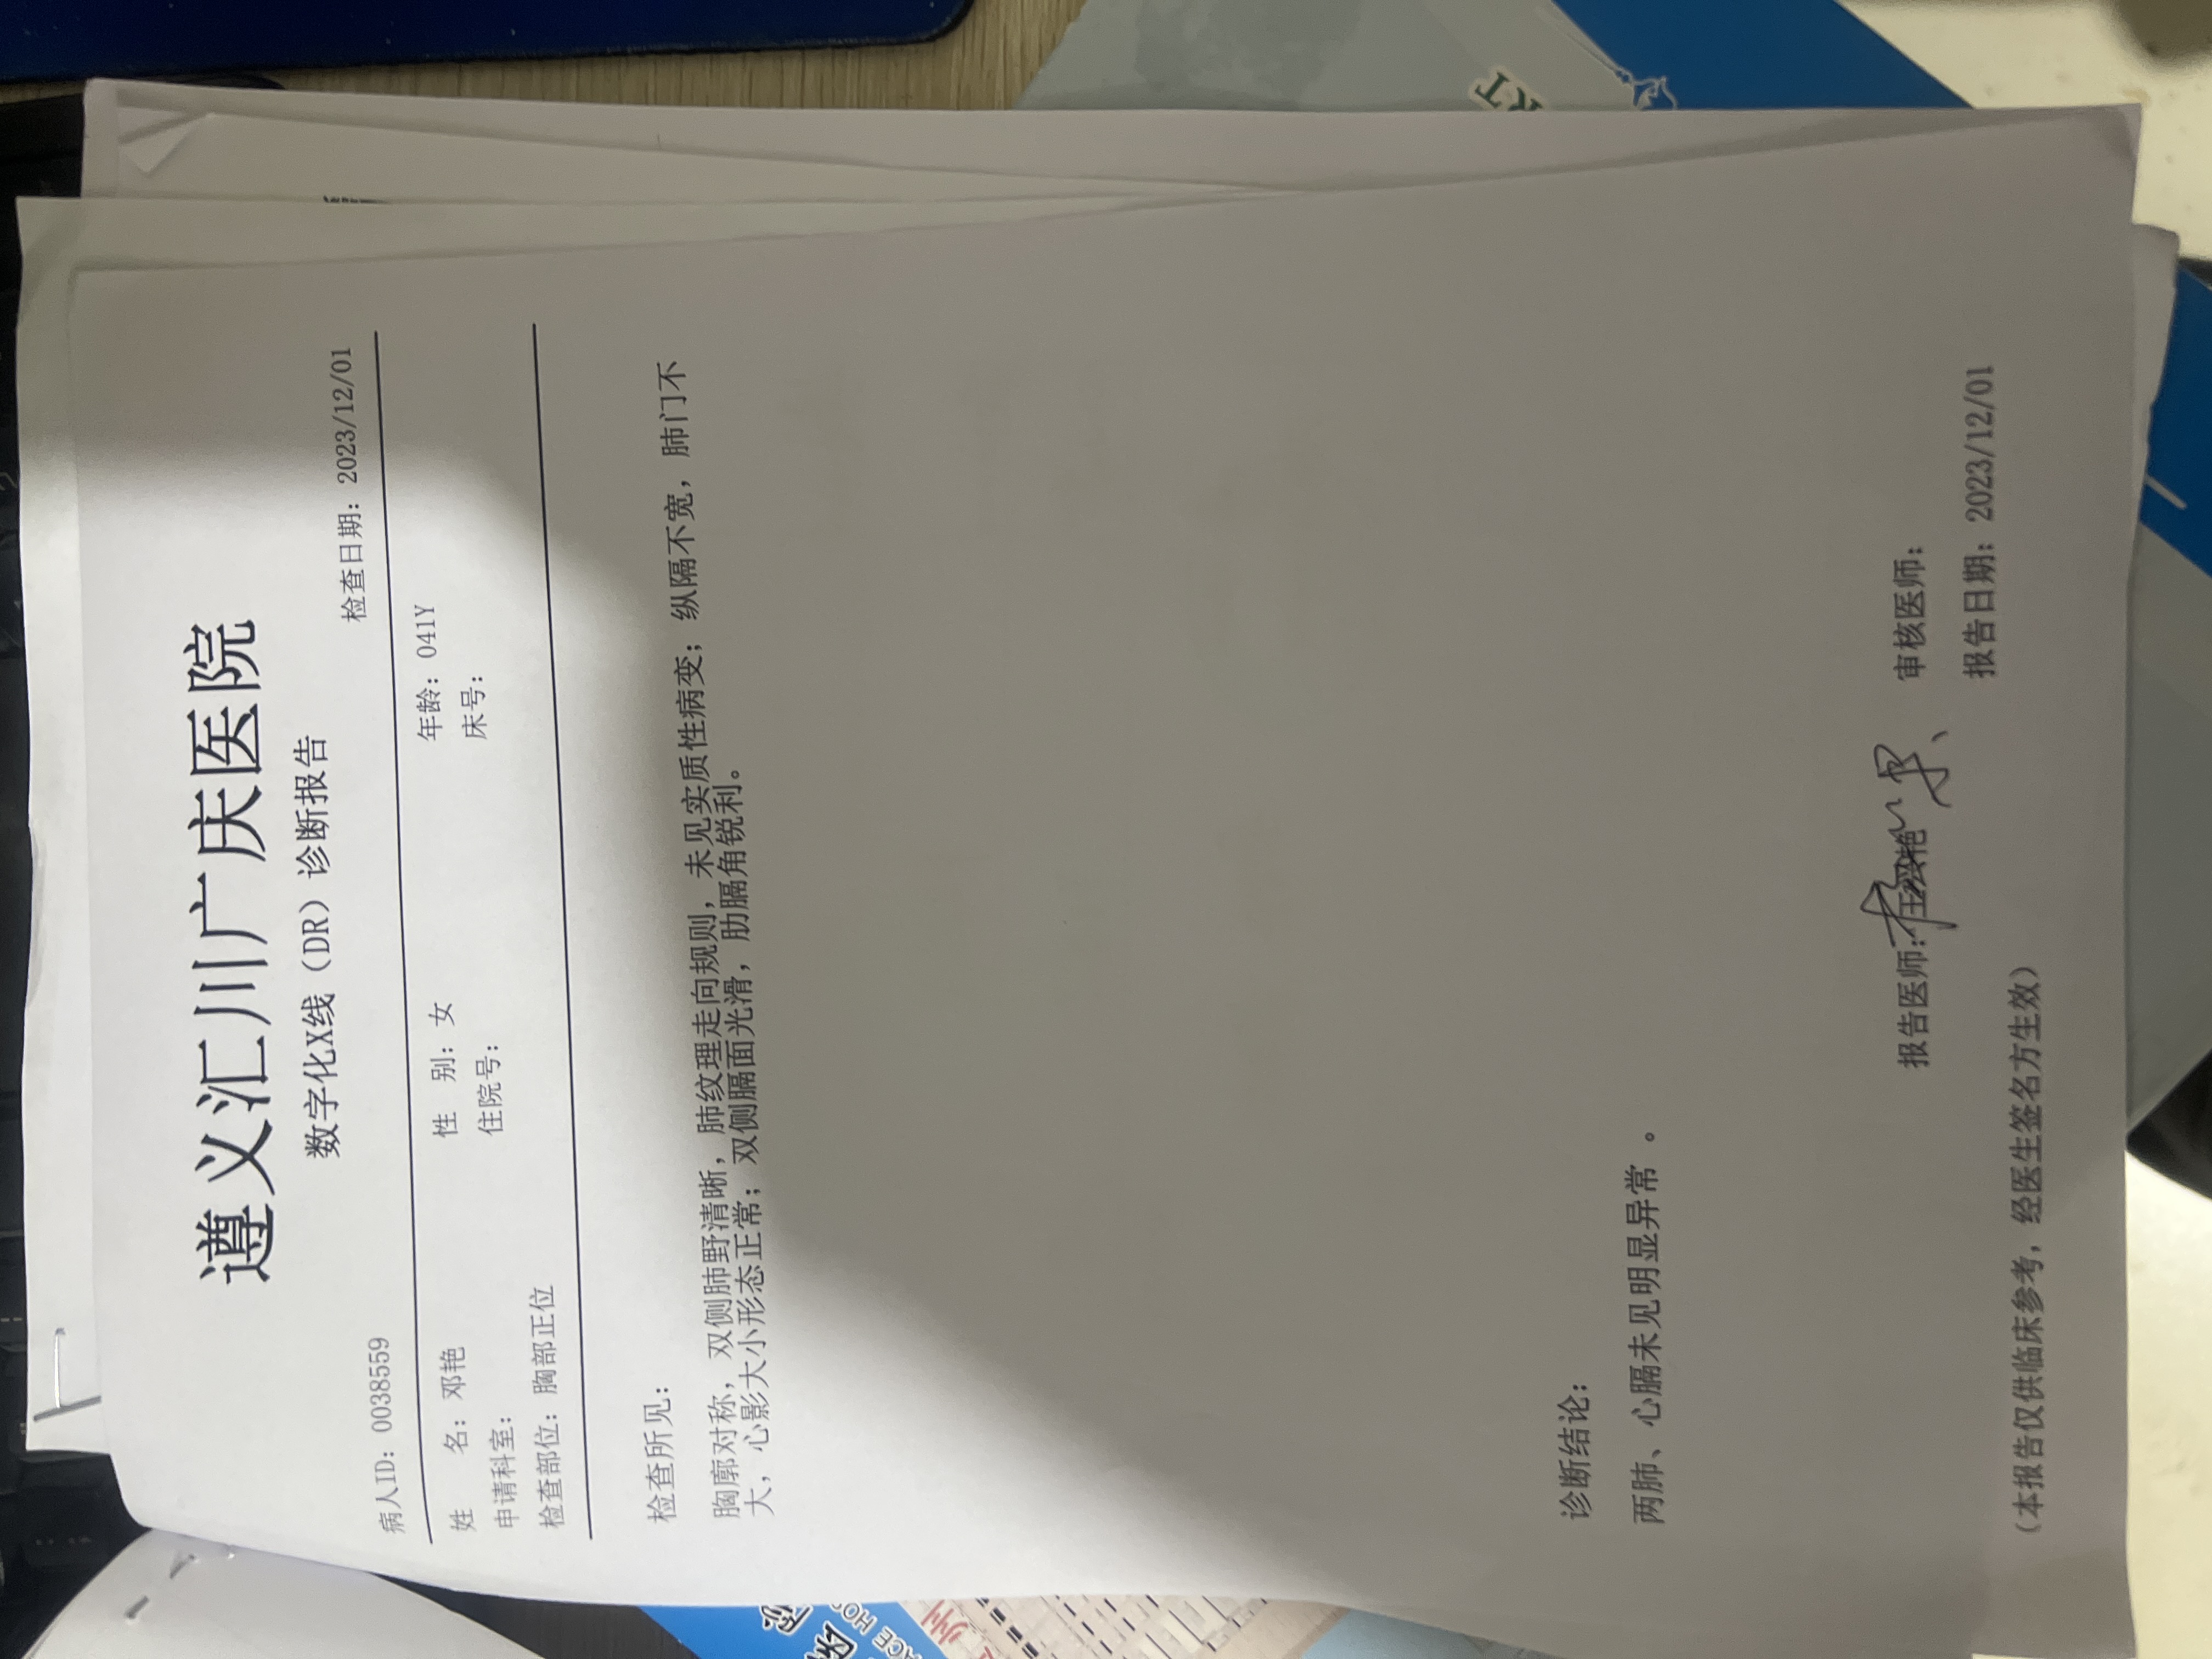 遵义汇川广庆医院
数字化X线（DR）诊断报告
病人ID: 0038559 检查日期: 2023/12/01
姓 名: 邓艳 性 别: 女 年龄: 041Y
申请科室: 住院号: 床号:
检查部位: 胸部正位
检查所见:
胸廓对称，双侧肺野清晰，肺纹理走向规则，未见实质性病变；纵隔不宽，肺门不
大，心影大小形态正常；双侧膈面光滑，肋膈角锐利。
诊断结论:
两肺、心膈未见明显异常 。
报告医师: 审核医师:
报告日期: 2023/12/01
（本报告仅供临床参考，经医生签名方生效）
RT
ACE HOS